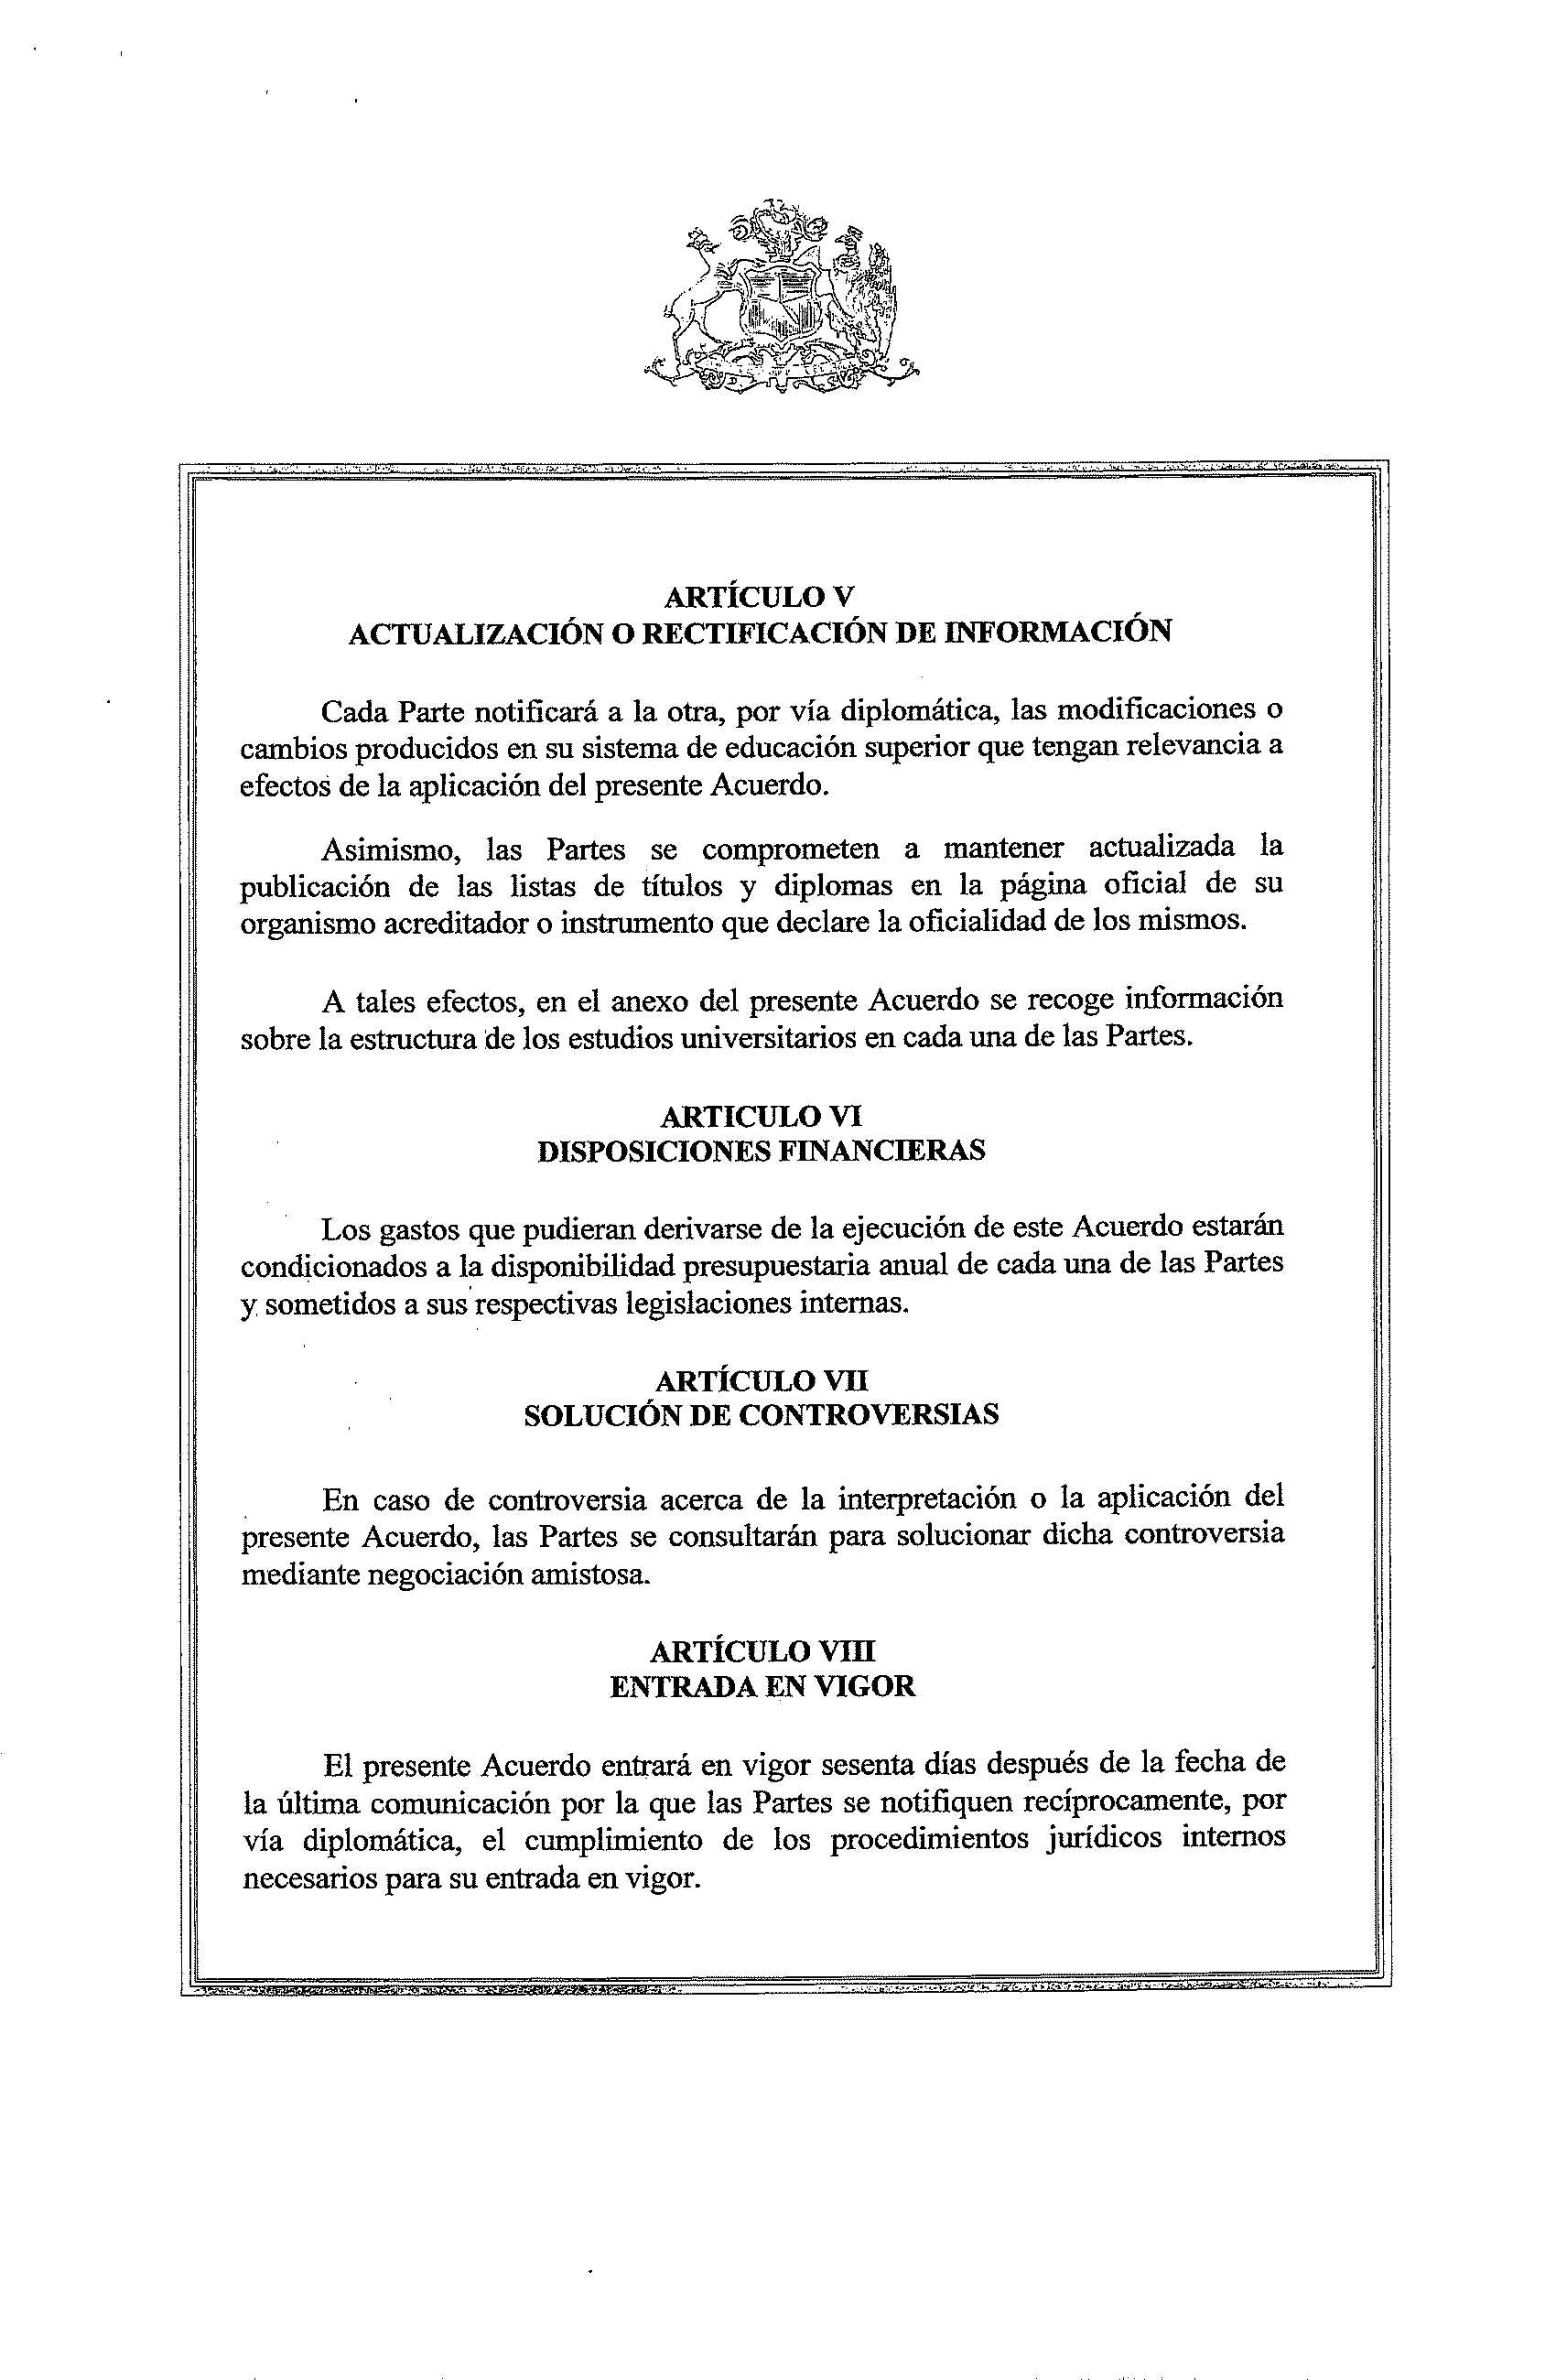 ARTÍCULO V
ACTUALIZACIÓN O RECTIFICACIÓN DE INFORMACIÓN
Cada Parte notificará a la otra, por vía diplomática, las modificaciones o
cambios producidos en su sistema de educación superior que tengan relevancia a
efectos de la aplicación del presente Acuerdo.
Asimismo, las Partes se comprometen a mantener actualizada la
publicación de las listas de títulos y diplomas en la página oficial de su
organismo acreditador o instrumento que declare la oficialidad de los mismos.
A tales efectos, en el anexo del presente Acuerdo se recoge información
sobre la estructura de los estudios universitarios en cada una de las Partes.
ARTICULO VI
DISPOSICIONES FINANCIERAS
Los gastos que pudieran derivarse de la ejecución de este Acuerdo estarán
condicionados a la disponibilidad presupuestaria anual de cada una de las Partes
y sometidos a sus respectivas legislaciones internas.
ARTÍCULO VII
SOLUCIÓN DE CONTROVERSIAS
En caso de controversia acerca de la interpretación o la aplicación del
presente Acuerdo, las Partes se consultarán para solucionar dicha controversia
mediante negociación amistosa.
ARTÍCULO VIII
ENTRADA EN VIGOR
El presente Acuerdo entrará en vigor sesenta días después de la fecha de
la última comunicación por la que las Partes se notifiquen recíprocamente, por
vía diplomática, el cumplimiento de los procedimientos jurídicos internos
necesarios para su entrada en vigor.